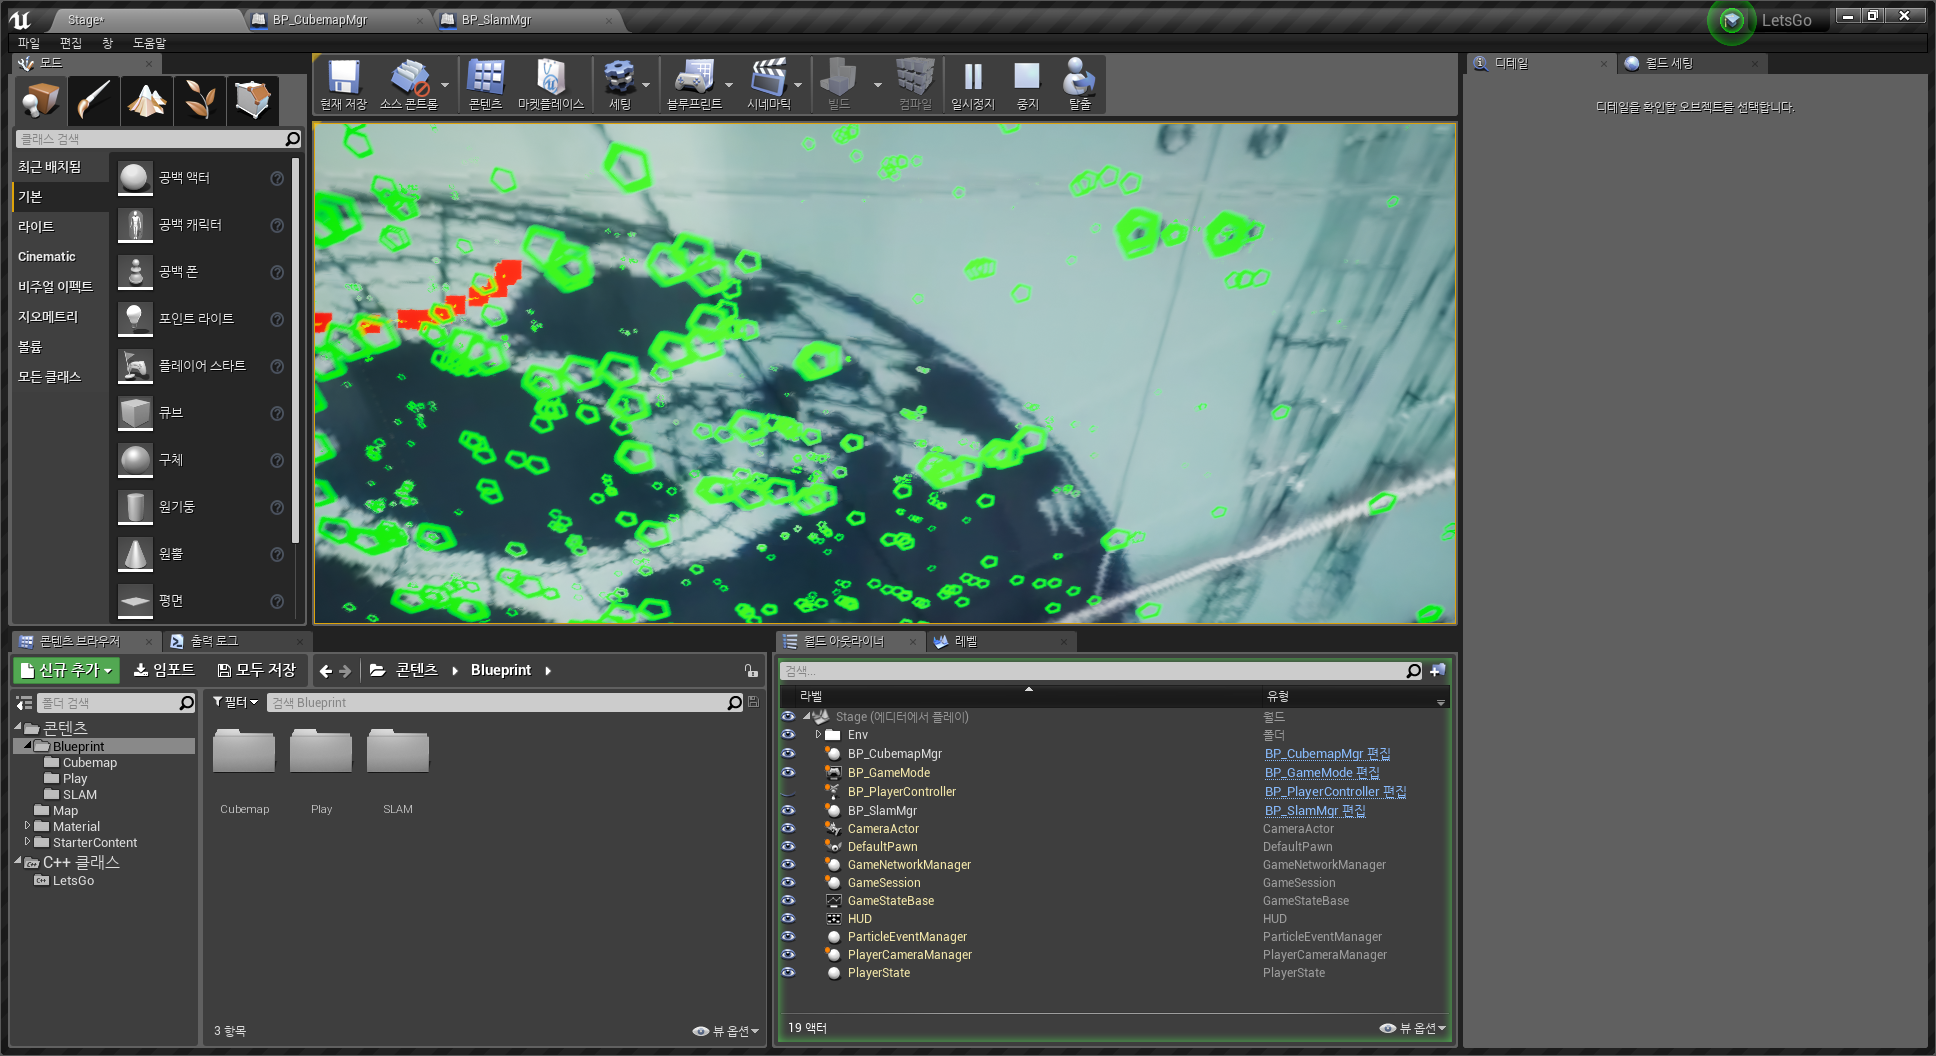 Stage*
BP_CubemapMgr
BP_SlamMgr
LetsGo
파일 편집 창 도움말
모드
현재 저장
소스 콘트롤
콘텐츠
마켓플레이스
세팅
블루프린트
시네마틱
빌드
컴파일
일시정지
중지
탈출
디테일
월드 세팅
디테일을 확인할 오브젝트를 선택합니다.
클래스 검색
최근 배치됨
기본
라이트
Cinematic
비주얼 이펙트
지오메트리
볼륨
모든 클래스
공백 액터
공백 캐릭터
공백 폰
포인트 라이트
플레이어 스타트
큐브
구체
원기둥
원뿔
평면
콘텐츠 브라우저
출력 로그
신규 추가
임포트
모두 저장
콘텐츠
Blueprint
폴더 검색
필터
검색 Blueprint
콘텐츠
Blueprint
Cubemap
Play
SLAM
Map
Material
StarterContent
C++ 클래스
LetsGo
Cubemap
Play
SLAM
3 항목
뷰 옵션
월드 아웃라이너
레벨
검색...
라벨
유형
Stage (에디터에서 플레이) 월드
Env 폴더
BP_CubemapMgr BP_CubemapMgr 편집
BP_GameMode BP_GameMode 편집
BP_PlayerController BP_PlayerController 편집
BP_SlamMgr BP_SlamMgr 편집
CameraActor CameraActor
DefaultPawn DefaultPawn
GameNetworkManager GameNetworkManager
GameSession GameSession
GameStateBase GameStateBase
HUD HUD
ParticleEventManager ParticleEventManager
PlayerCameraManager PlayerCameraManager
PlayerState PlayerState
19 액터
뷰 옵션